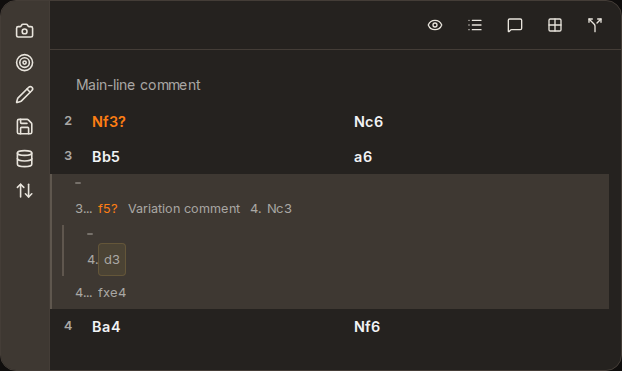 Main-line comment
2 Nf3? Nc6
3 Bb5 a6
–
3... f5? Variation comment 4. Nc3
–
4. d3
4... fxe4
4 Ba4 Nf6